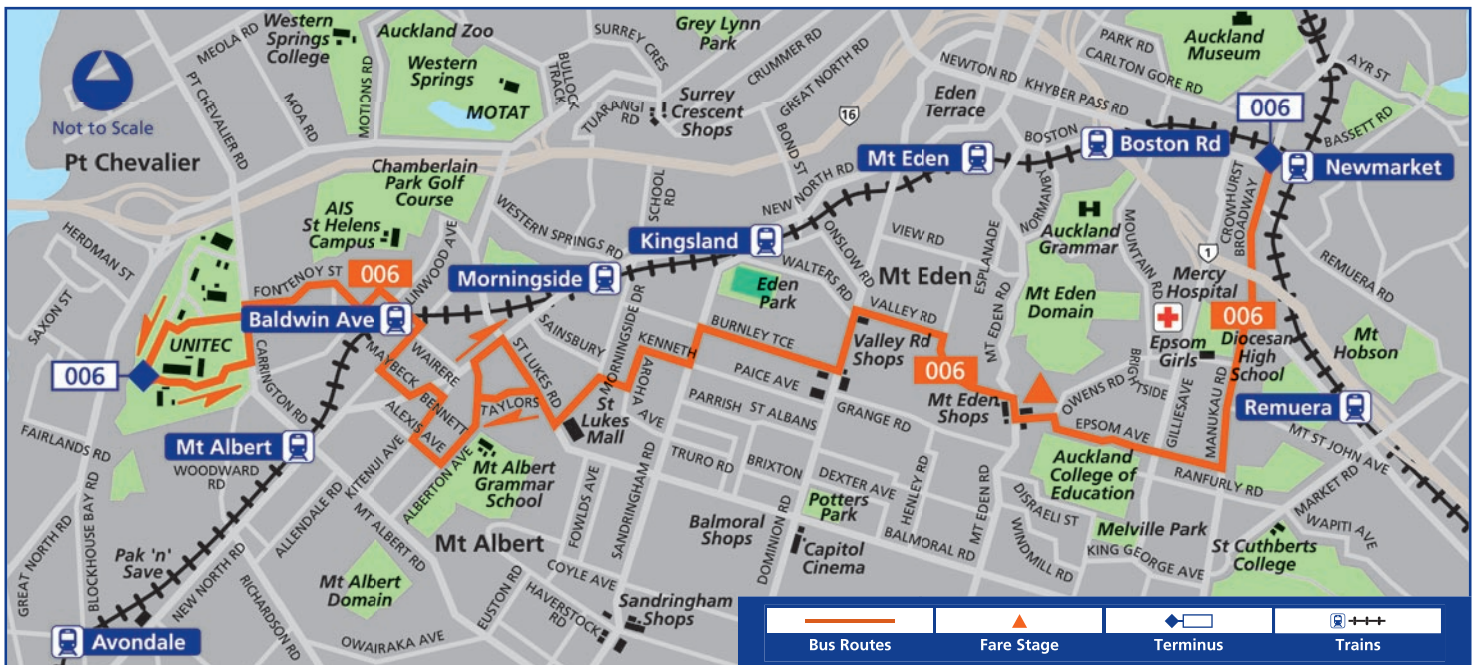 Western
Springs
College
Auckland Zoo
Western
Springs
MOTAT
MEOLA RD
PT CHEVALIER RD
MOA RD
MOTIONS RD
BULLOCK
TRACK
SURREY CRES
TUARANGI
RD
Surrey
Crescent
Shops
Grey Lynn
Park
CRUMMER RD
GREAT NORTH RD
16
BOND ST
NEWTON RD
Eden
Terrace
KHYBER PASS RD
PARK RD
CARLTON GORE RD
Auckland
Museum
AYR ST
BASSETT RD
006
Not to Scale
Pt Chevalier
Chamberlain
Park Golf
Course
AIS
St Helens
Campus
HERDMAN ST
SAXON ST
FONTENOY ST
006
LINWOOD AVE
WESTERN SPRINGS RD
SCHOOL
RD
NEW NORTH RD
Mt Eden
BOSTON
Boston Rd
Newmarket
CROWHURST
BROADWAY
NORMANBY
Auckland
Grammar
MOUNTAIN RD
1
Mercy
Hospital
REMUERA RD
Kingsland
Morningside
Baldwin Ave
WALTERS RD
ONSLOW RD
VIEW RD
Mt Eden
ESPLANADE
Eden
Park
Mt Eden
Domain
VALLEY RD
Valley Rd
Shops
MT EDEN RD
Epsom
Girls
006
Diocesan
High
School
Mt
Hobson
Remuera
UNITEC
006
CARRINGTON RD
MAYBECK
WAIRERE
BENNETT
ALEXIS AVE
TAYLORS
ST LUKES RD
SAINSBURY
MORNINGSIDE DR
KENNETH
AROHA
AVE
BURNLEY TCE
PAICE AVE
PARRISH
ST ALBANS
GRANGE RD
006
Mt Eden
Shops
OWENS RD
BRIGHTSIDE
GILLIESAVE
MANUKAU RD
EPSOM AVE
RANFURLY RD
MT ST JOHN AVE
MARKET RD
WAPITI AVE
St
Lukes
Mall
Mt Albert
Grammar
School
Mt Albert
FAIRLANDS RD
WOODWARD
RD
KITENUI AVE
ALBERTON AVE
ALLENDALE RD
MT ALBERT RD
BLOCKHOUSE BAY RD
GREAT NORTH RD
Pak 'n'
Save
NEW NORTH RD
RICHARDSON RD
Mt Albert
Domain
Mt Albert
OWAIRAKA AVE
EUSTON RD
FOWLDS AVE
SANDRINGHAM RD
COYLE AVE
HAVERSTOCK
RD
Sandringham
Shops
TRURO RD
BRIXTON
Balmoral
Shops
DOMINION RD
DEXTER AVE
Potters
Park
HENLEY RD
BALMORAL RD
MT EDEN RD
Capitol
Cinema
DISRAELI ST
WINDMILL RD
Auckland
College of
Education
Melville Park
KING GEORGE AVE
St Cuthberts
College
Avondale
Bus Routes
Fare Stage
Terminus
Trains